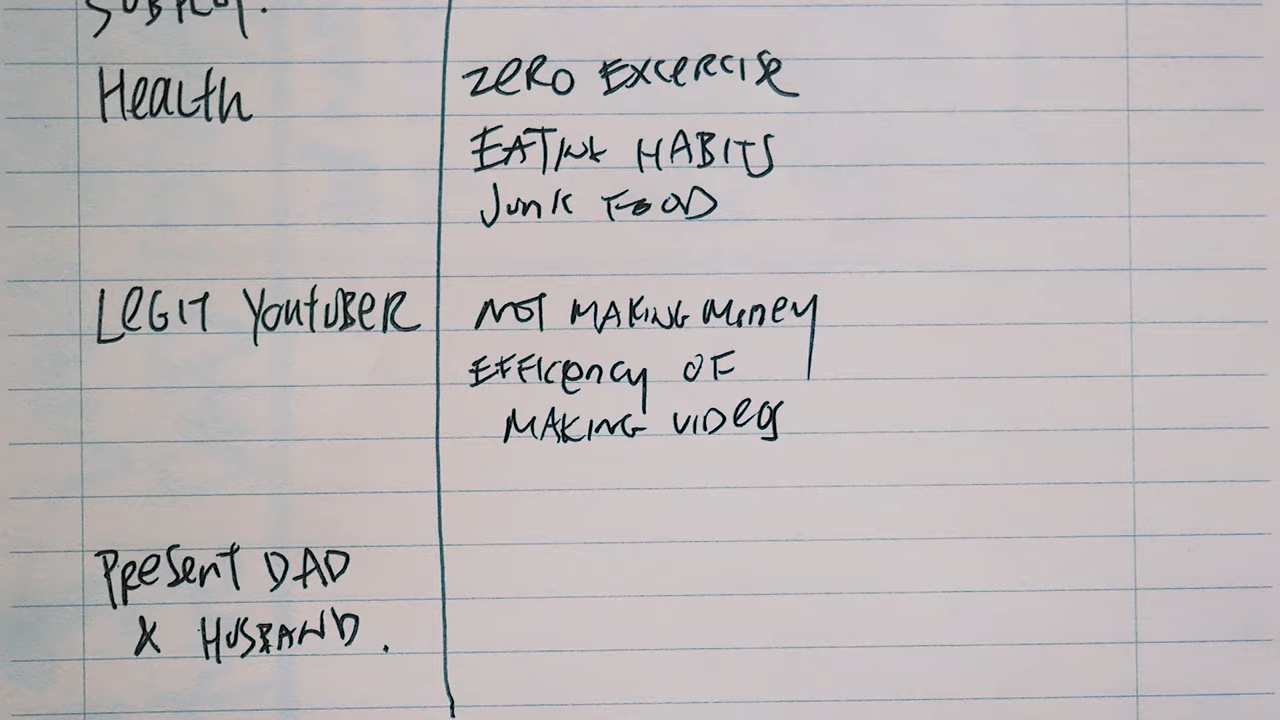 SUBPLOT.
Health
ZERO EXCERCISE
EATING HABITS
Junk FOOD
LEGIT YOUTUBER
NOT MAKING MONEY
EFFICENCY OF
MAKING VIDEOS
PRESENT DAD
& HUSBAND.